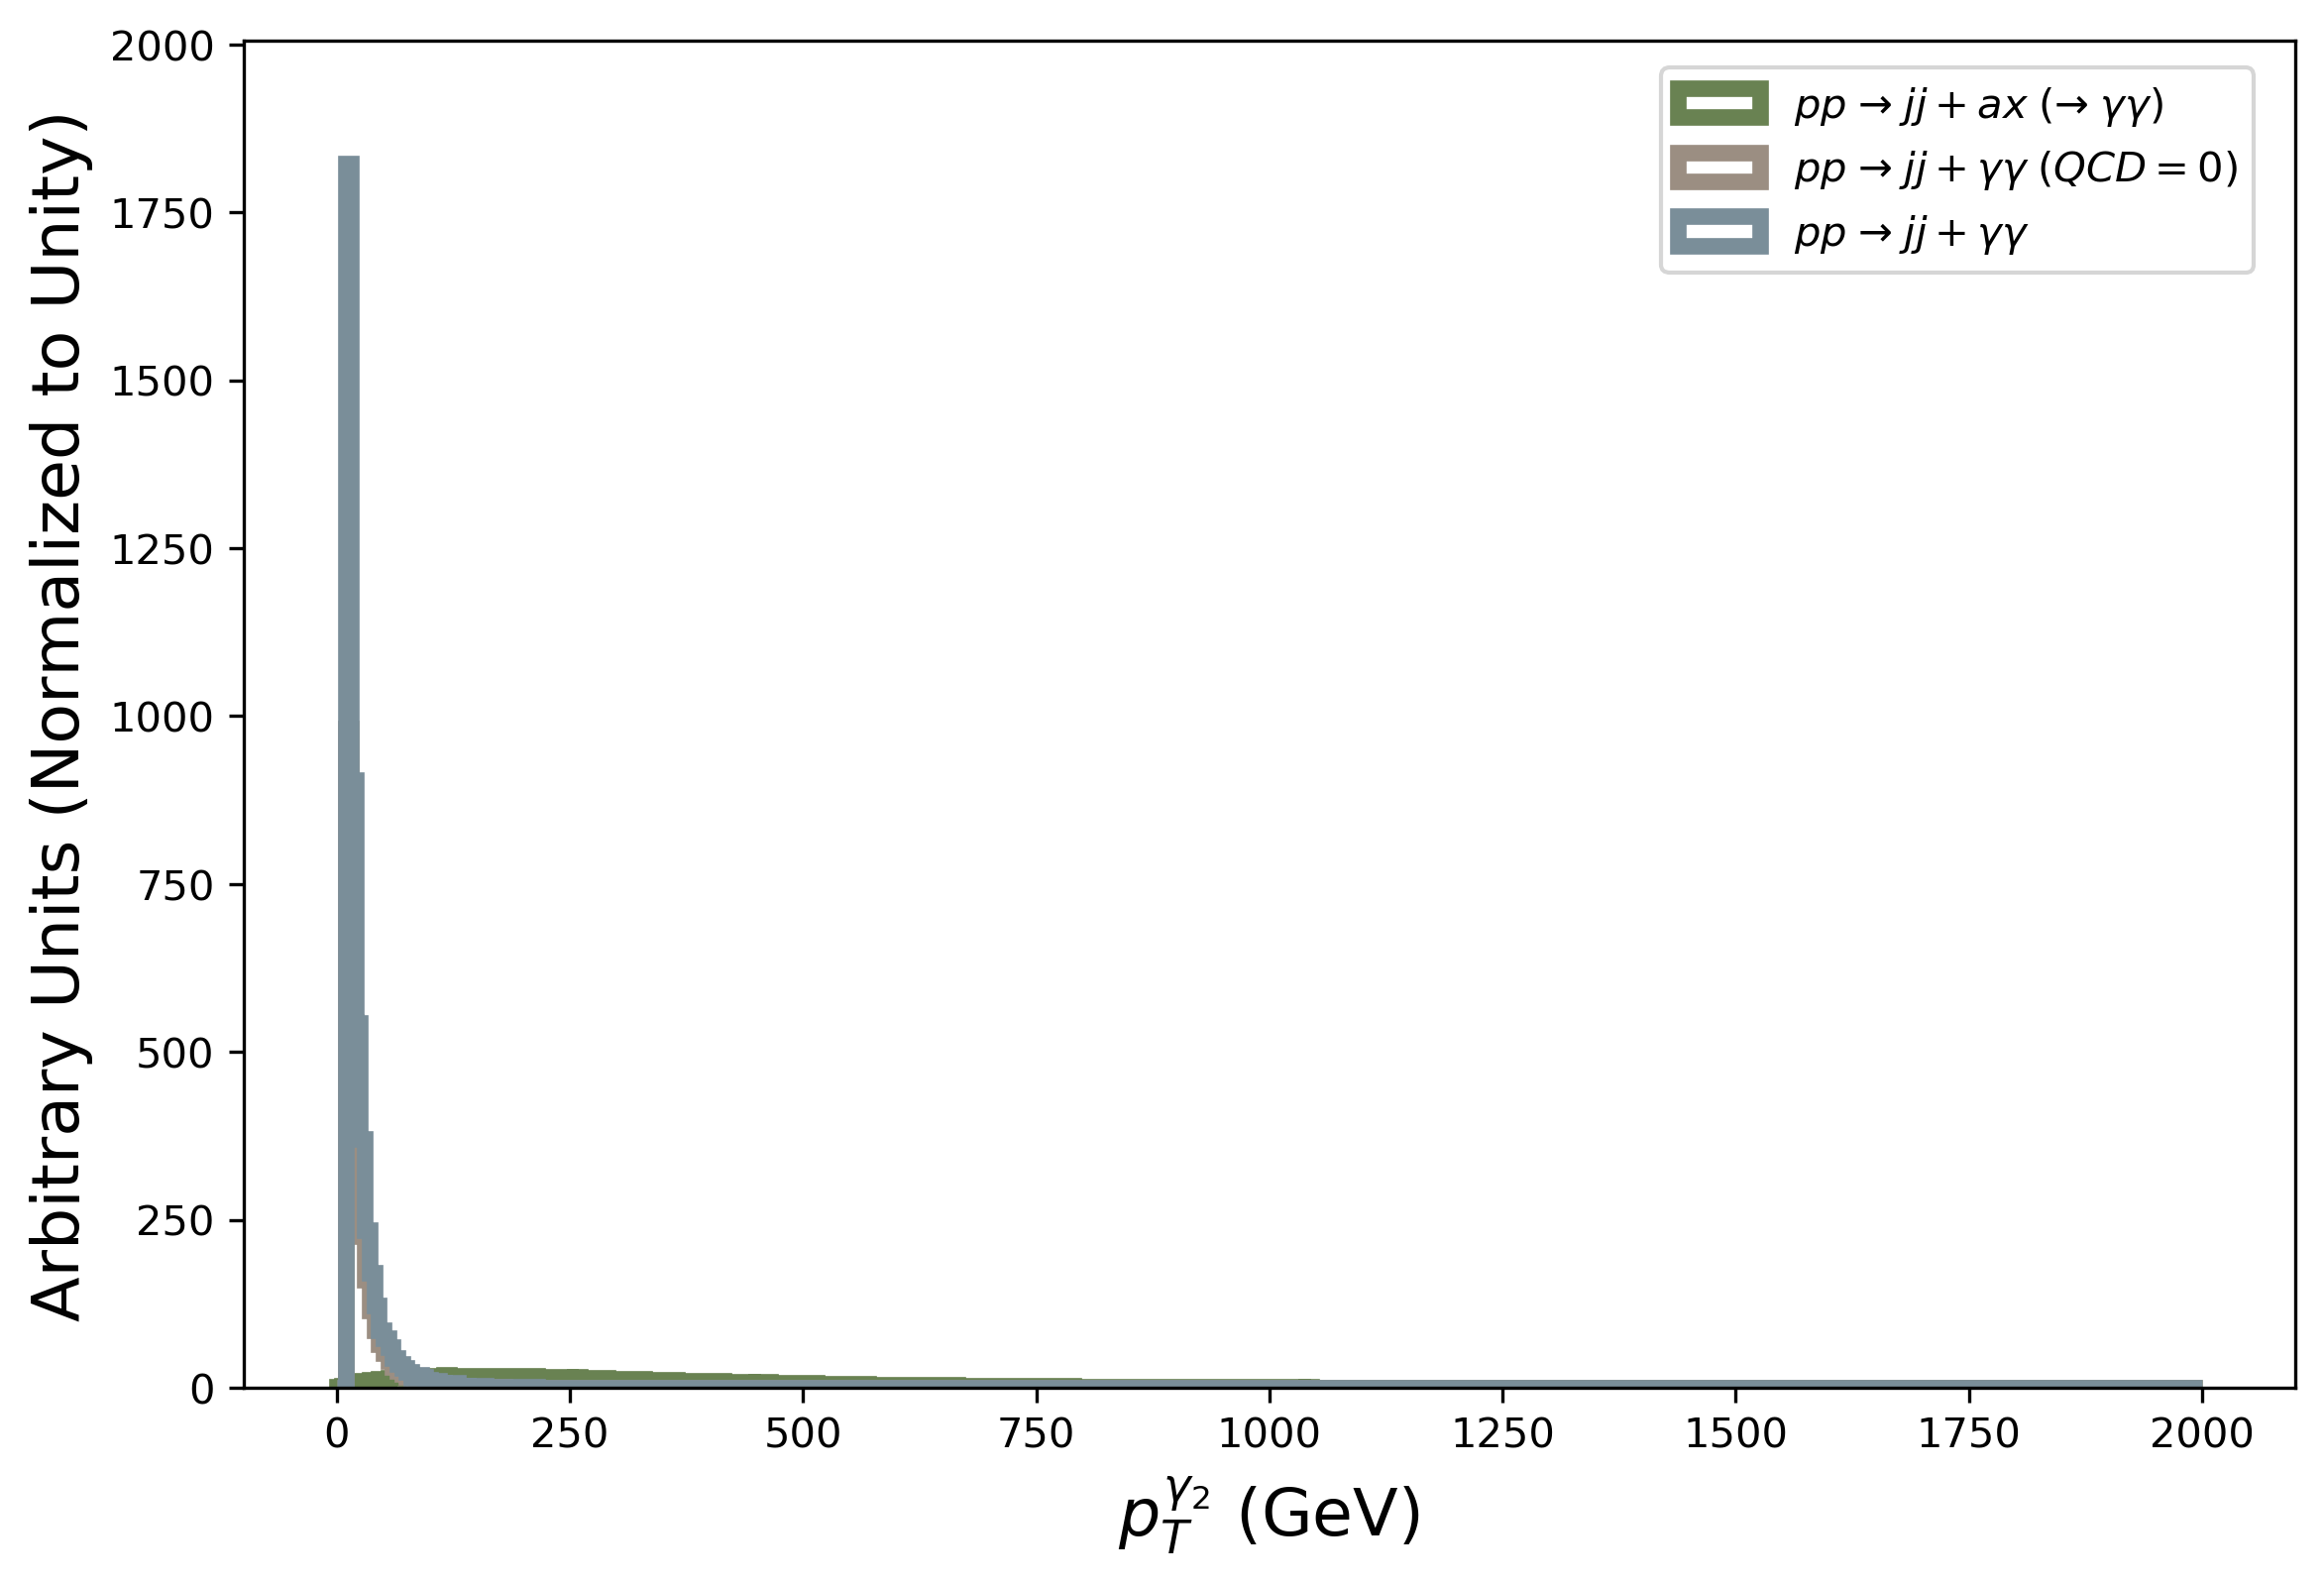 Arbitrary Units (Normalized to Unity)
2000
1750
1500
1250
1000
750
500
250
0
pp → jj + ax (→ γγ)
pp → jj + γγ (QCD = 0)
pp → jj + γγ
0 250 500 750 1000 1250 1500 1750 2000
p_T^{γ_2} (GeV)